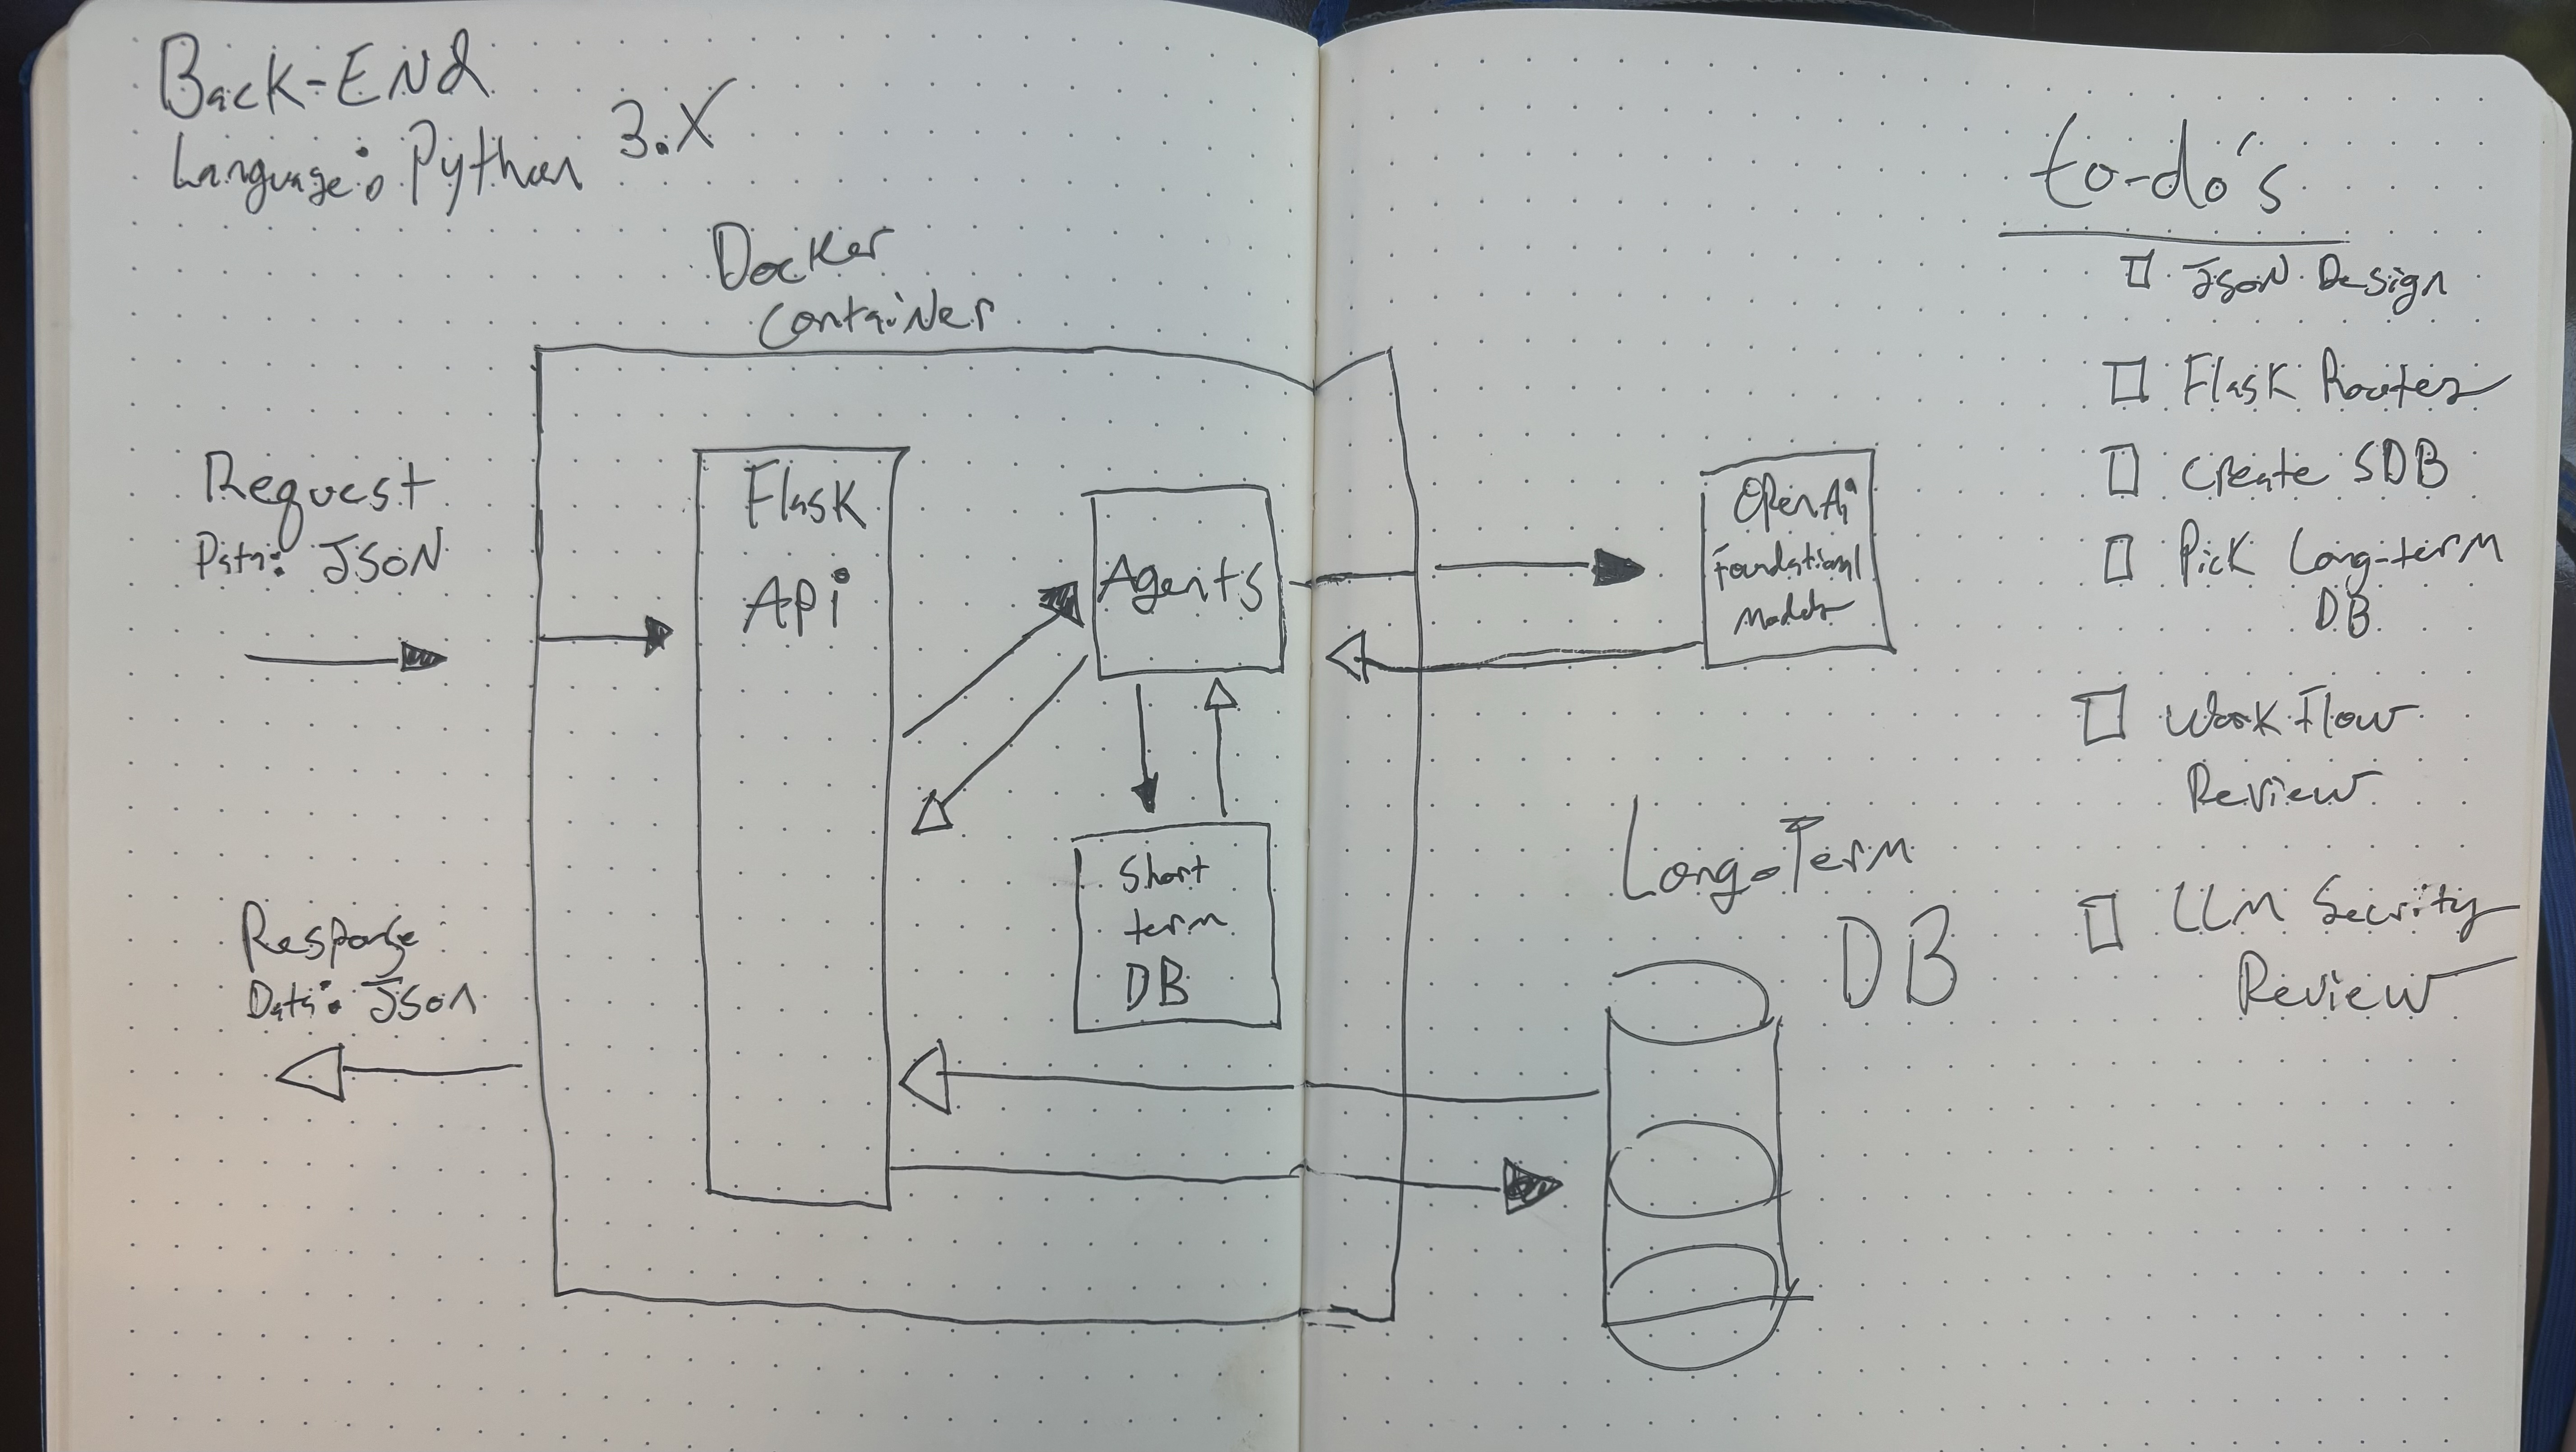 Back-End
Language: Python 3.X
Docker
Container
Request
Data: JSON
Flask
Api
Agents
Short
term
DB
Response
Data: Json
OpenAi
Foundational
Models
Long-Term
DB
to-do's
JSON Design
Flask Routes
Create SDB
Pick Long-term
DB
Work Flow
Review
LLM Security
Review